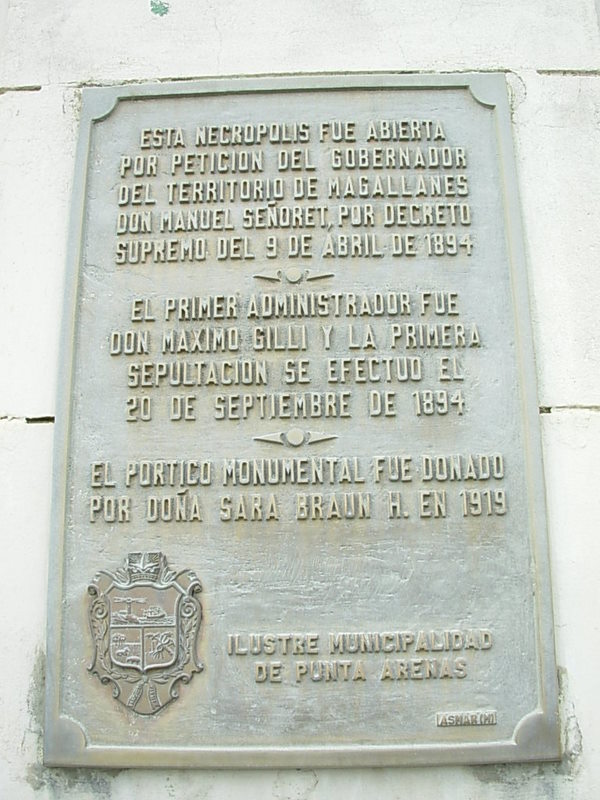 ESTA NECROPOLIS FUE ABIERTA
POR PETICION DEL GOBERNADOR
DEL TERRITORIO DE MAGALLANES
DON MANUEL SEÑORET, POR DECRETO
SUPREMO DEL 9 DE ABRIL DE 1894
EL PRIMER ADMINISTRADOR FUE
DON MAXIMO GILLI Y LA PRIMERA
SEPULTACION SE EFECTUO EL
20 DE SEPTIEMBRE DE 1894
EL PORTICO MONUMENTAL FUE DONADO
POR DOÑA SARA BRAUN H. EN 1919
ILUSTRE MUNICIPALIDAD
DE PUNTA ARENAS
ASMAR (M)